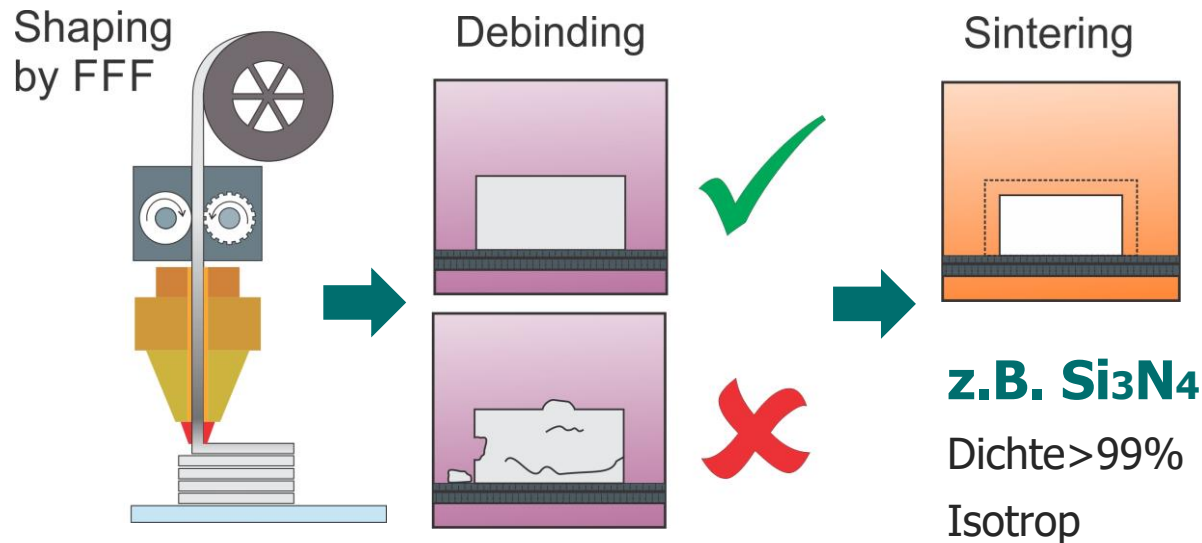 Shaping
by FFF
Debinding
Sintering
z.B. Si3N4
Dichte>99%
Isotrop